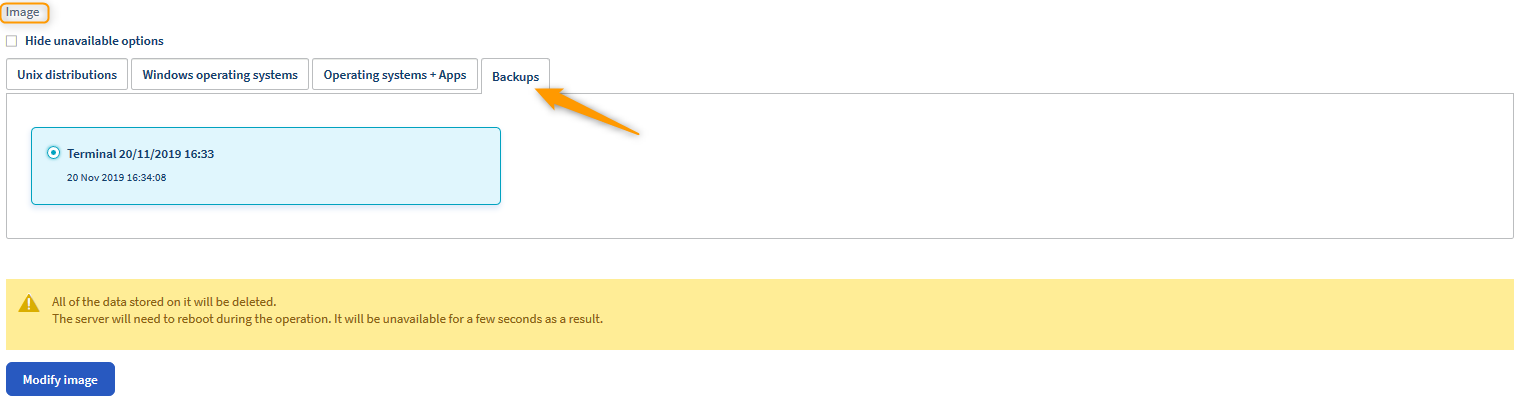 Image
Hide unavailable options
Unix distributions
Windows operating systems
Operating systems + Apps
Backups
Terminal 20/11/2019 16:33
20 Nov 2019 16:34:08
All of the data stored on it will be deleted.
The server will need to reboot during the operation. It will be unavailable for a few seconds as a result.
Modify image